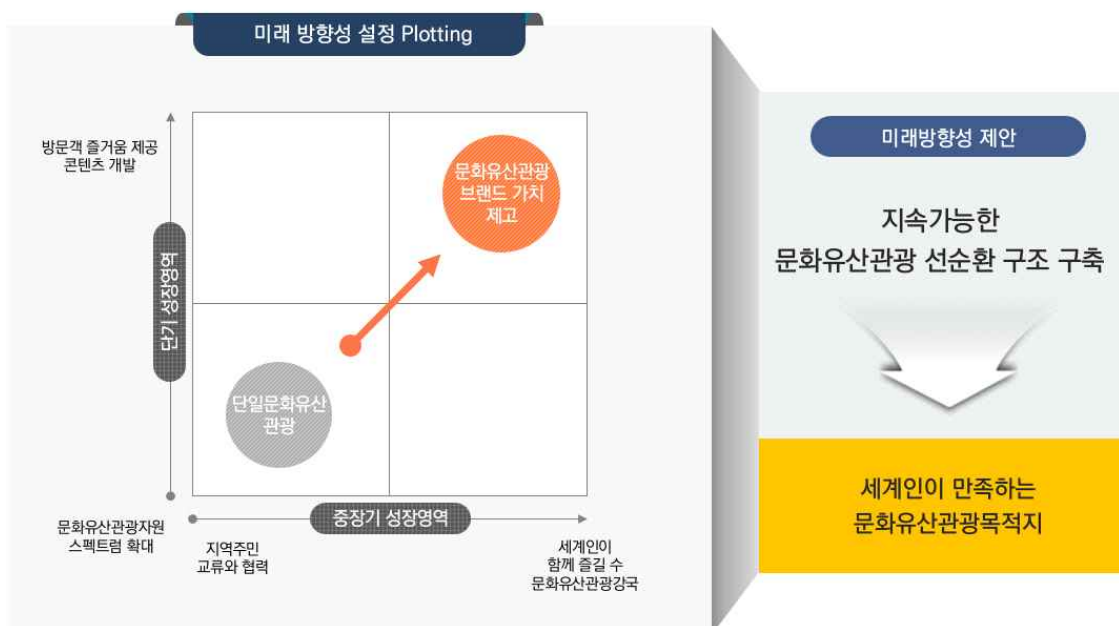 미래 방향성 설정 Plotting
방문객 즐거움 제공
콘텐츠 개발
단기 성장영역
문화유산관광자원
스펙트럼 확대
문화유산관광
브랜드 가치
제고
단일문화유산
관광
중장기 성장영역
지역주민
교류와 협력
세계인이
함께 즐길 수
문화유산관광강국
미래방향성 제안
지속가능한
문화유산관광 선순환 구조 구축
세계인이 만족하는
문화유산관광목적지